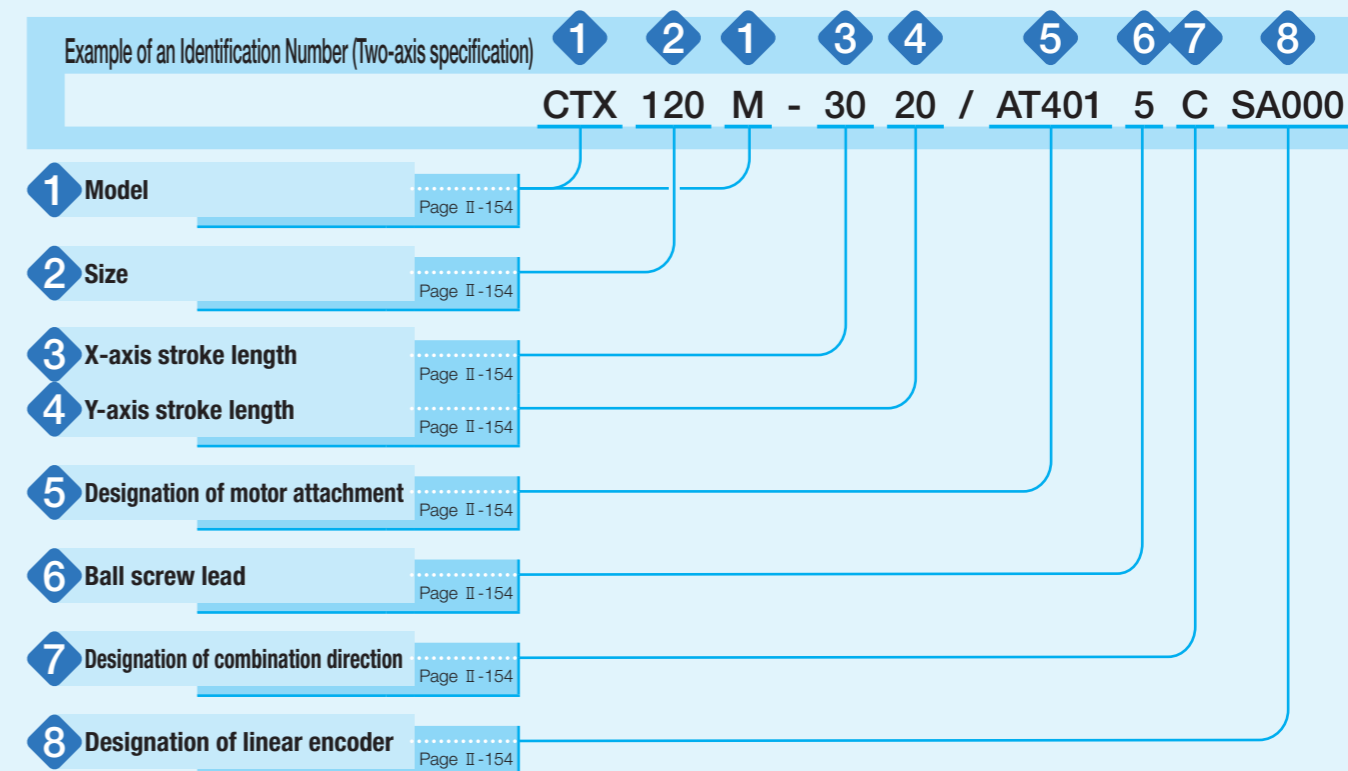 Example of an Identification Number (Two-axis specification) 1 2 1 3 4 5 6 7 8
CTX 120 M - 30 20 / AT401 5 C SA000
1 Model
Page Ⅱ-154
2 Size
Page Ⅱ-154
3 X-axis stroke length
Page Ⅱ-154
4 Y-axis stroke length
Page Ⅱ-154
5 Designation of motor attachment
Page Ⅱ-154
6 Ball screw lead
Page Ⅱ-154
7 Designation of combination direction
Page Ⅱ-154
8 Designation of linear encoder
Page Ⅱ-154